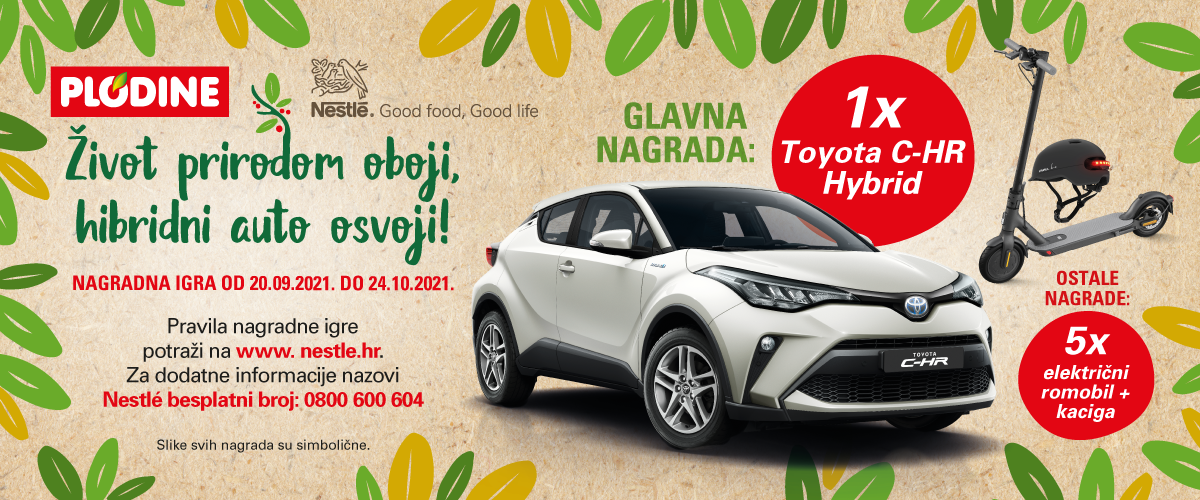 PLODINE
Nestlé. Good food, Good life
Život prirodom oboji,
hibridni auto osvoji!
NAGRADNA IGRA OD 20.09.2021. DO 24.10.2021.
Pravila nagradne igre
potraži na www. nestle.hr.
Za dodatne informacije nazovi
Nestlé besplatni broj: 0800 600 604
Slike svih nagrada su simbolične.
GLAVNA
NAGRADA:
1x
Toyota C-HR
Hybrid
TOYOTA
C-HR
OSTALE
NAGRADE:
5x
električni
romobil +
kaciga